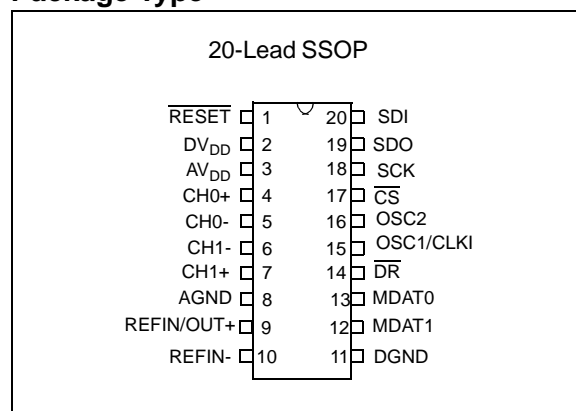 Package Type
20-Lead SSOP
RESET 1 20 SDI
DVDD 2 19 SDO
AVDD 3 18 SCK
CH0+ 4 17 CS
CH0- 5 16 OSC2
CH1- 6 15 OSC1/CLKI
CH1+ 7 14 DR
AGND 8 13 MDAT0
REFIN/OUT+ 9 12 MDAT1
REFIN- 10 11 DGND